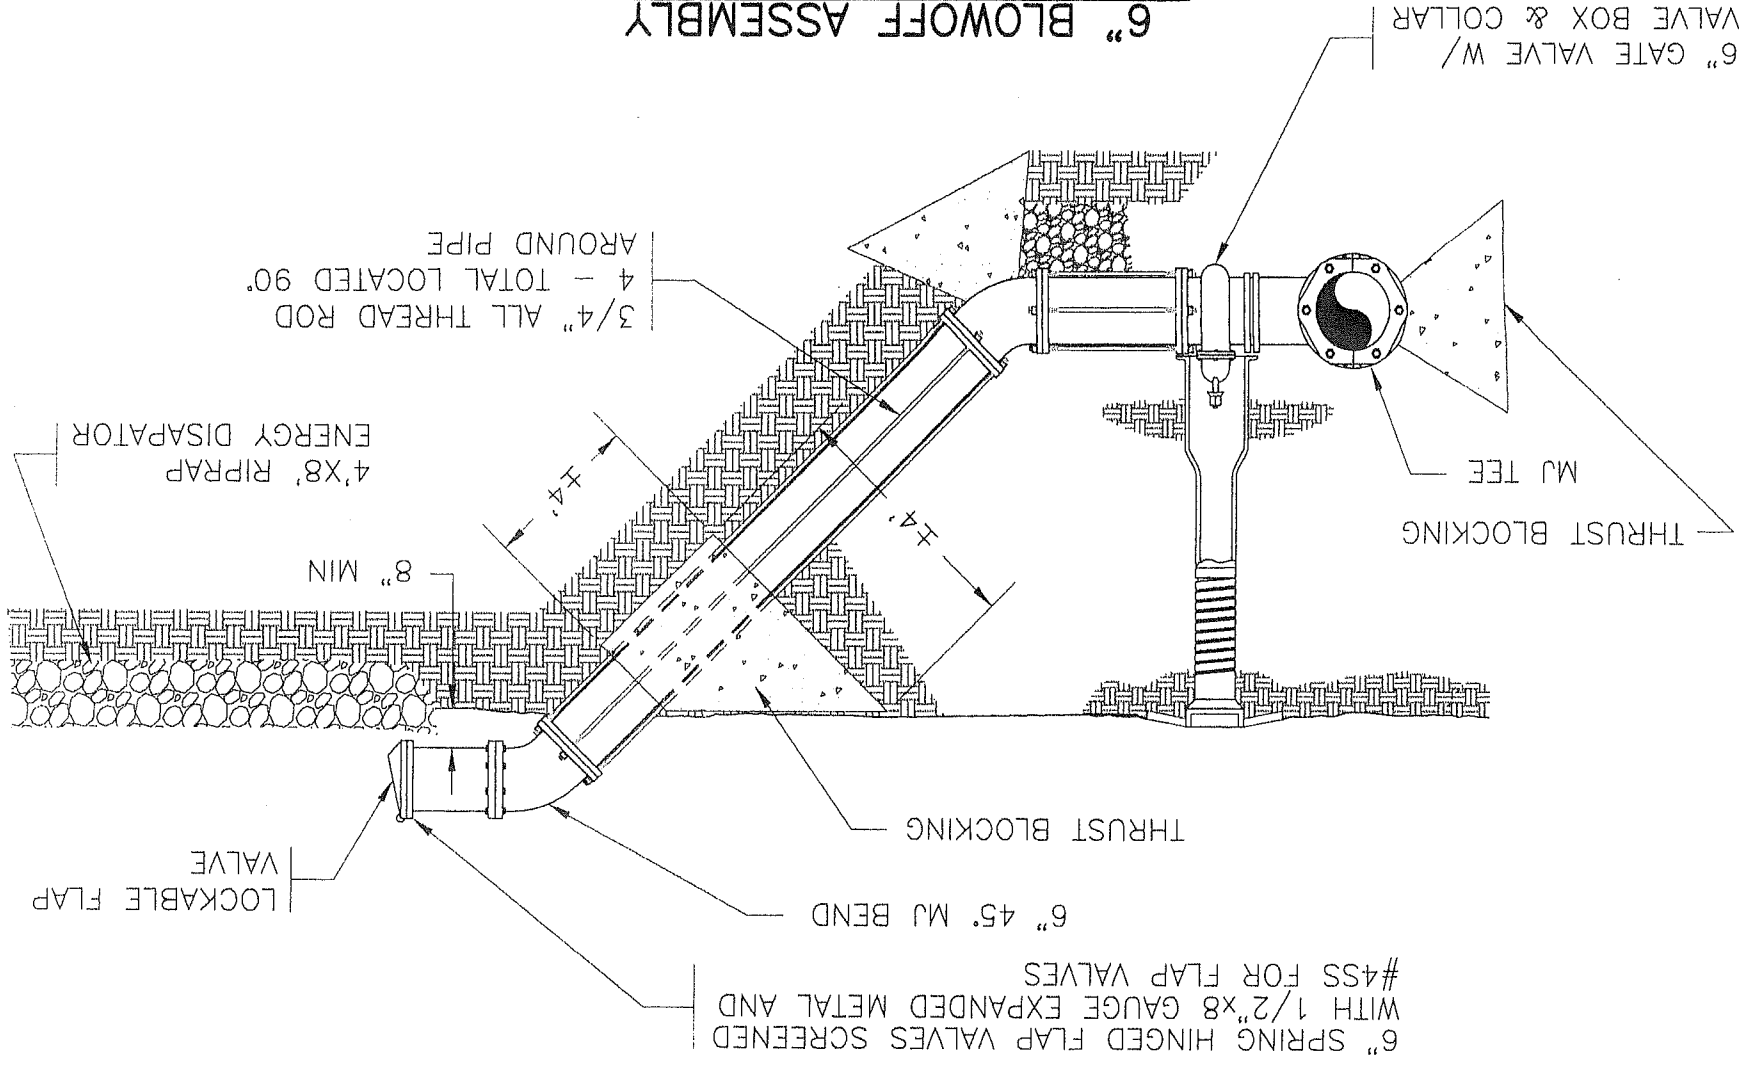 6" SPRING HINGED FLAP VALVES SCREENED
WITH 1/2"x8 GAUGE EXPANDED METAL AND
#4SS FOR FLAP VALVES
6" 45° MJ BEND
LOCKABLE FLAP
VALVE
THRUST BLOCKING
8" MIN
THRUST BLOCKING
±4'
±4'
MJ TEE
4'X8' RIPRAP
ENERGY DISAPATOR
3/4" ALL THREAD ROD
4 - TOTAL LOCATED 90°
AROUND PIPE
6" GATE VALVE W/
VALVE BOX & COLLAR
6" BLOWOFF ASSEMBLY